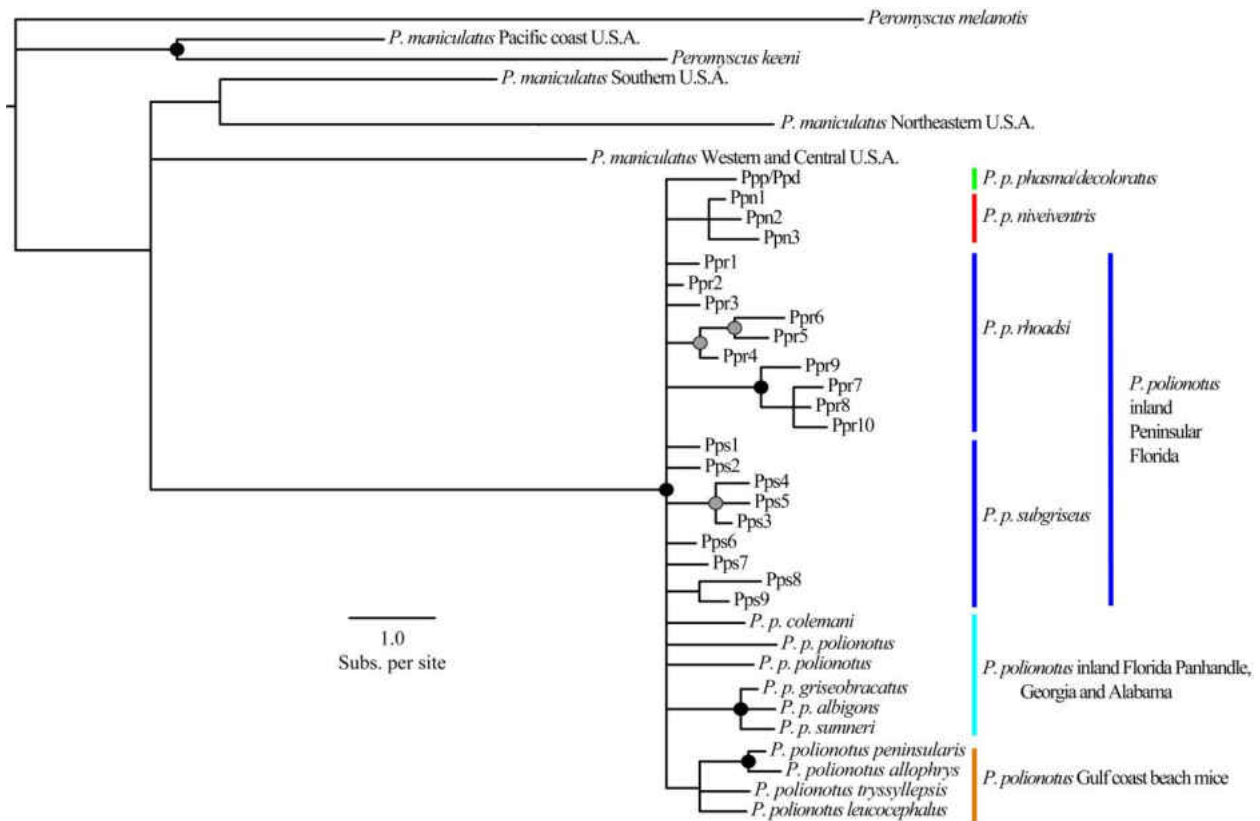 Peromyscus melanotis
P. maniculatus Pacific coast U.S.A.
Peromyscus keeni
P. maniculatus Southern U.S.A.
P. maniculatus Northeastern U.S.A.
P. maniculatus Western and Central U.S.A.
Ppp/Ppd
Ppn1
Ppn2
Ppn3
Ppr1
Ppr2
Ppr3
Ppr6
Ppr5
Ppr4
Ppr9
Ppr7
Ppr8
Ppr10
Pps1
Pps2
Pps4
Pps5
Pps3
Pps6
Pps7
Pps8
Pps9
P. p. colemani
P. p. polionotus
P. p. polionotus
P. p. griseobracatus
P. p. albigons
P. p. sumneri
P. polionotus peninsularis
P. polionotus allophrys
P. polionotus tryssyllepsis
P. polionotus leucocephalus
P. p. phasma/decoloratus
P. p. niveiventris
P. p. rhoadsi
P. p. subgriseus
P. polionotus
inland
Peninsular
Florida
P. polionotus inland Florida Panhandle,
Georgia and Alabama
P. polionotus Gulf coast beach mice
1.0
Subs. per site